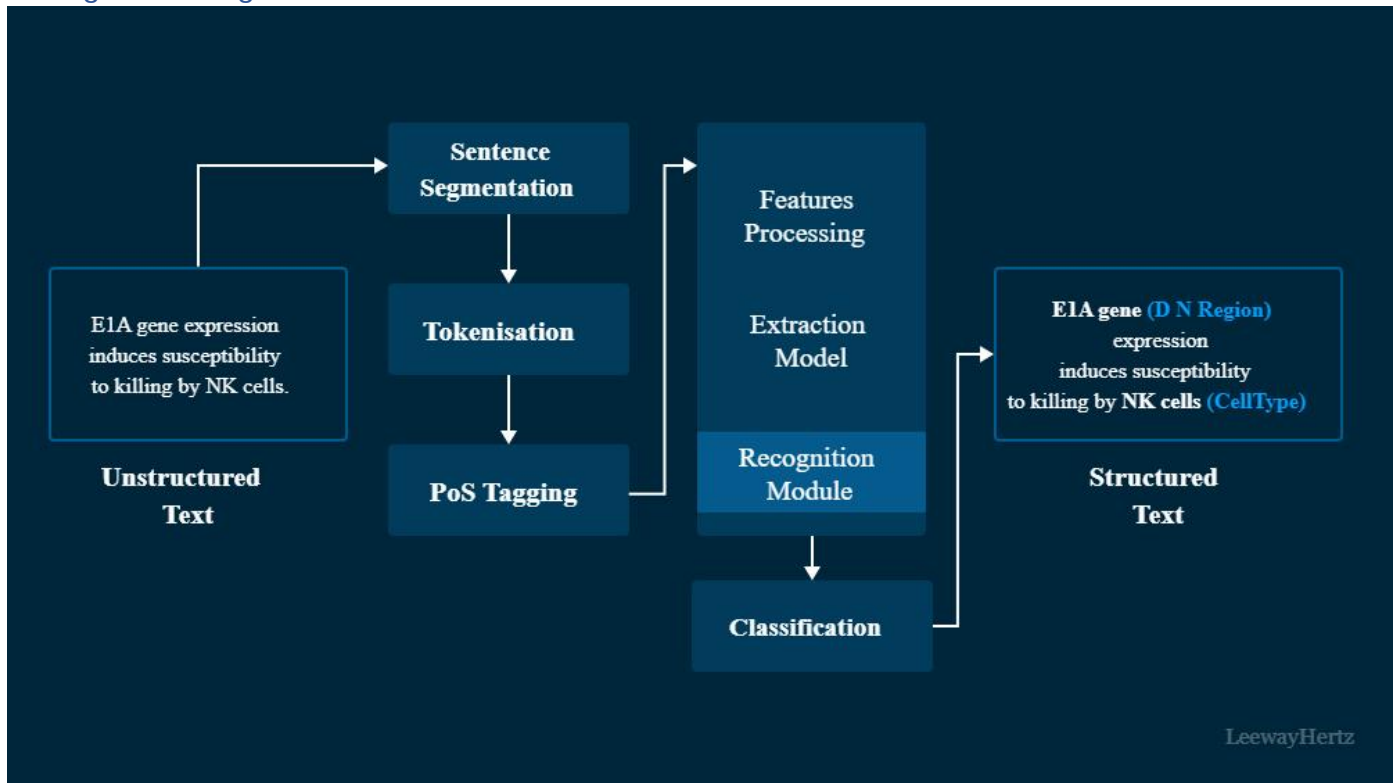 Sentence
Segmentation
Tokenisation
PoS Tagging
E1A gene expression
induces susceptibility
to killing by NK cells.
Unstructured
Text
Features
Processing
Extraction
Model
Recognition
Module
Classification
E1A gene (D N Region)
expression
induces susceptibility
to killing by NK cells (CellType)
Structured
Text
LeewayHertz